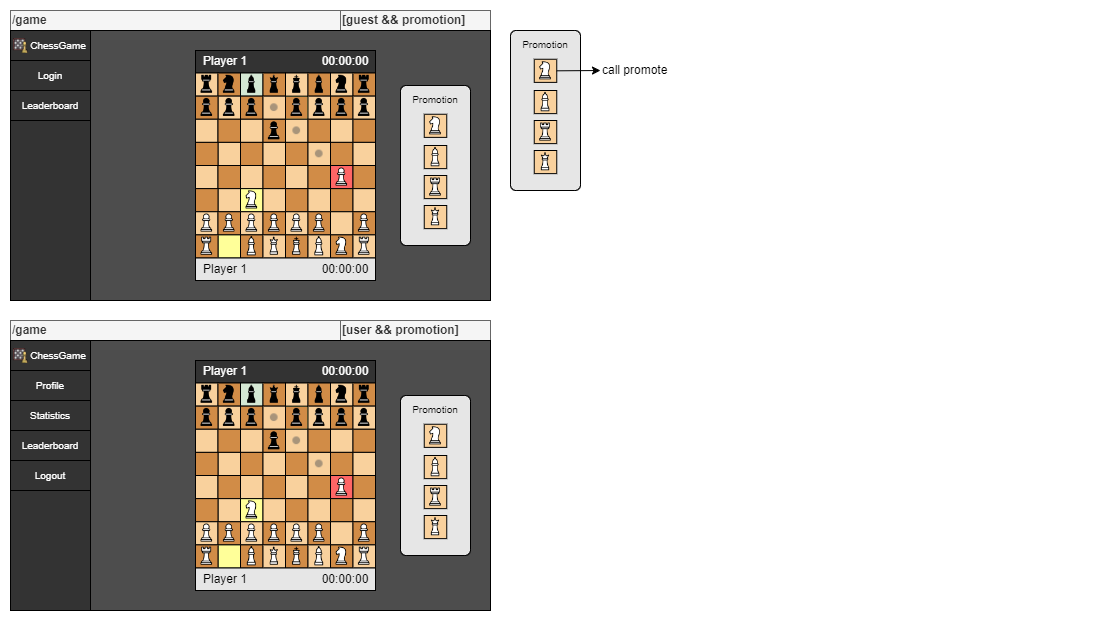 /game
[guest && promotion]
ChessGame
Login
Leaderboard
Player 1
00:00:00
Promotion
Player 1
00:00:00
Promotion
call promote
/game
[user && promotion]
ChessGame
Profile
Statistics
Leaderboard
Logout
Player 1
00:00:00
Promotion
Player 1
00:00:00